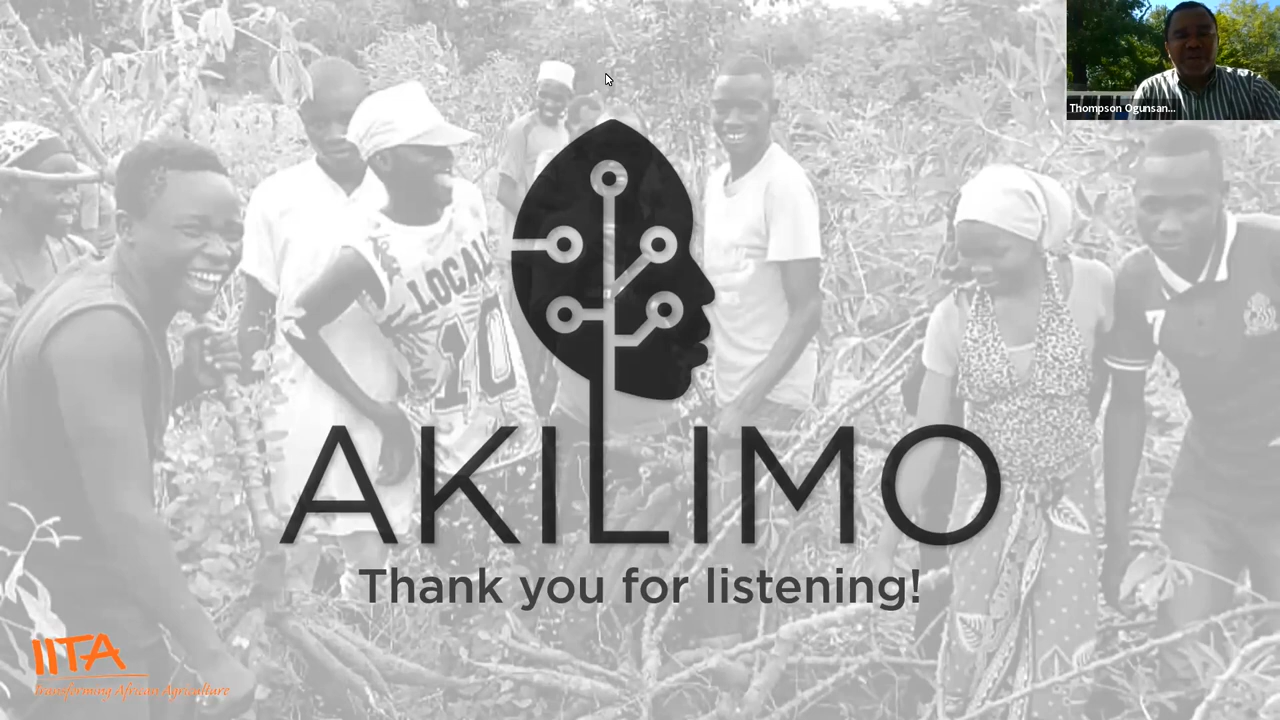 Thompson Ogunsan...
LOCAL
10
AKILIMO
Thank you for listening!
IITA
Transforming African Agriculture